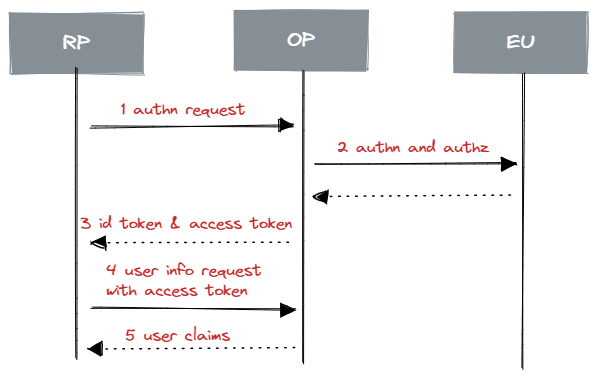 RP
OP
EU
1 authn request
2 authn and authz
3 id token & access token
4 user info request
with access token
5 user claims